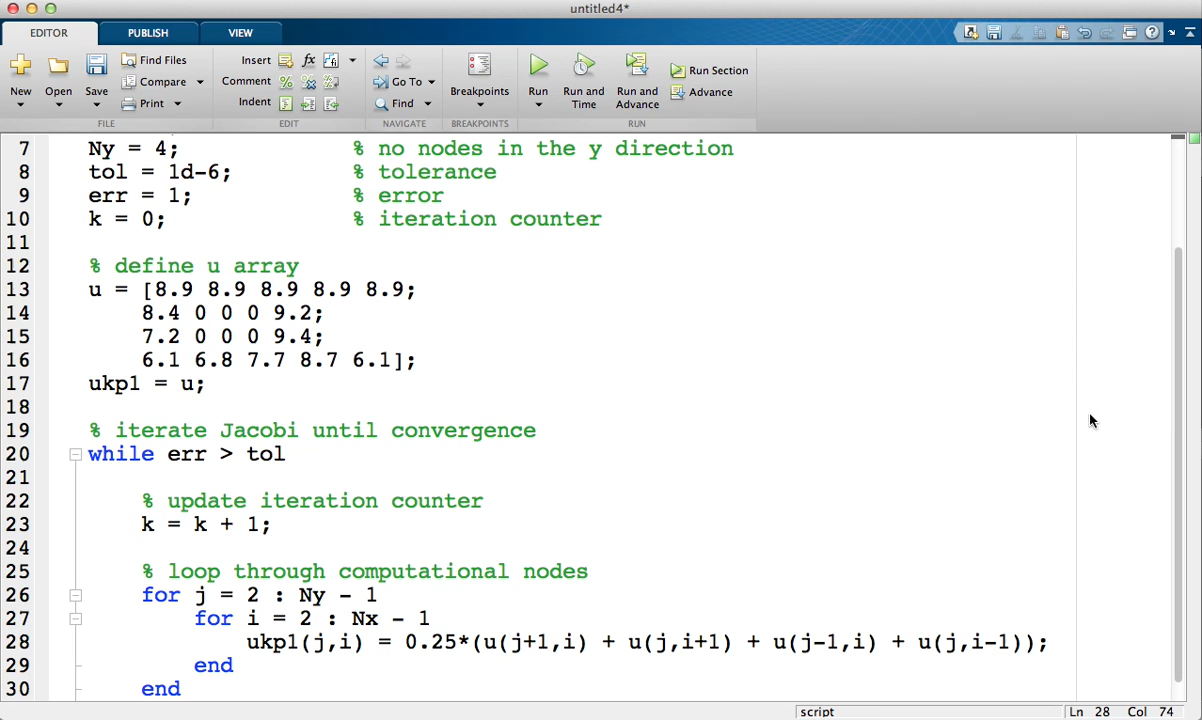 untitled4*
EDITOR PUBLISH VIEW
New Open Save Find Files Compare Print
FILE
Insert fx
Comment
Indent
EDIT
Go To
Find
NAVIGATE
Breakpoints
BREAKPOINTS
Run Run and Time Run and Advance Run Section Advance
RUN
7 Ny = 4; % no nodes in the y direction
8 tol = 1d-6; % tolerance
9 err = 1; % error
10 k = 0; % iteration counter
11
12 % define u array
13 u = [8.9 8.9 8.9 8.9 8.9;
14 8.4 0 0 0 9.2;
15 7.2 0 0 0 9.4;
16 6.1 6.8 7.7 8.7 6.1];
17 ukp1 = u;
18
19 % iterate Jacobi until convergence
20 while err > tol
21
22 % update iteration counter
23 k = k + 1;
24
25 % loop through computational nodes
26 for j = 2 : Ny - 1
27 for i = 2 : Nx - 1
28 ukp1(j,i) = 0.25*(u(j+1,i) + u(j,i+1) + u(j-1,i) + u(j,i-1));
29 end
30 end
script Ln 28 Col 74